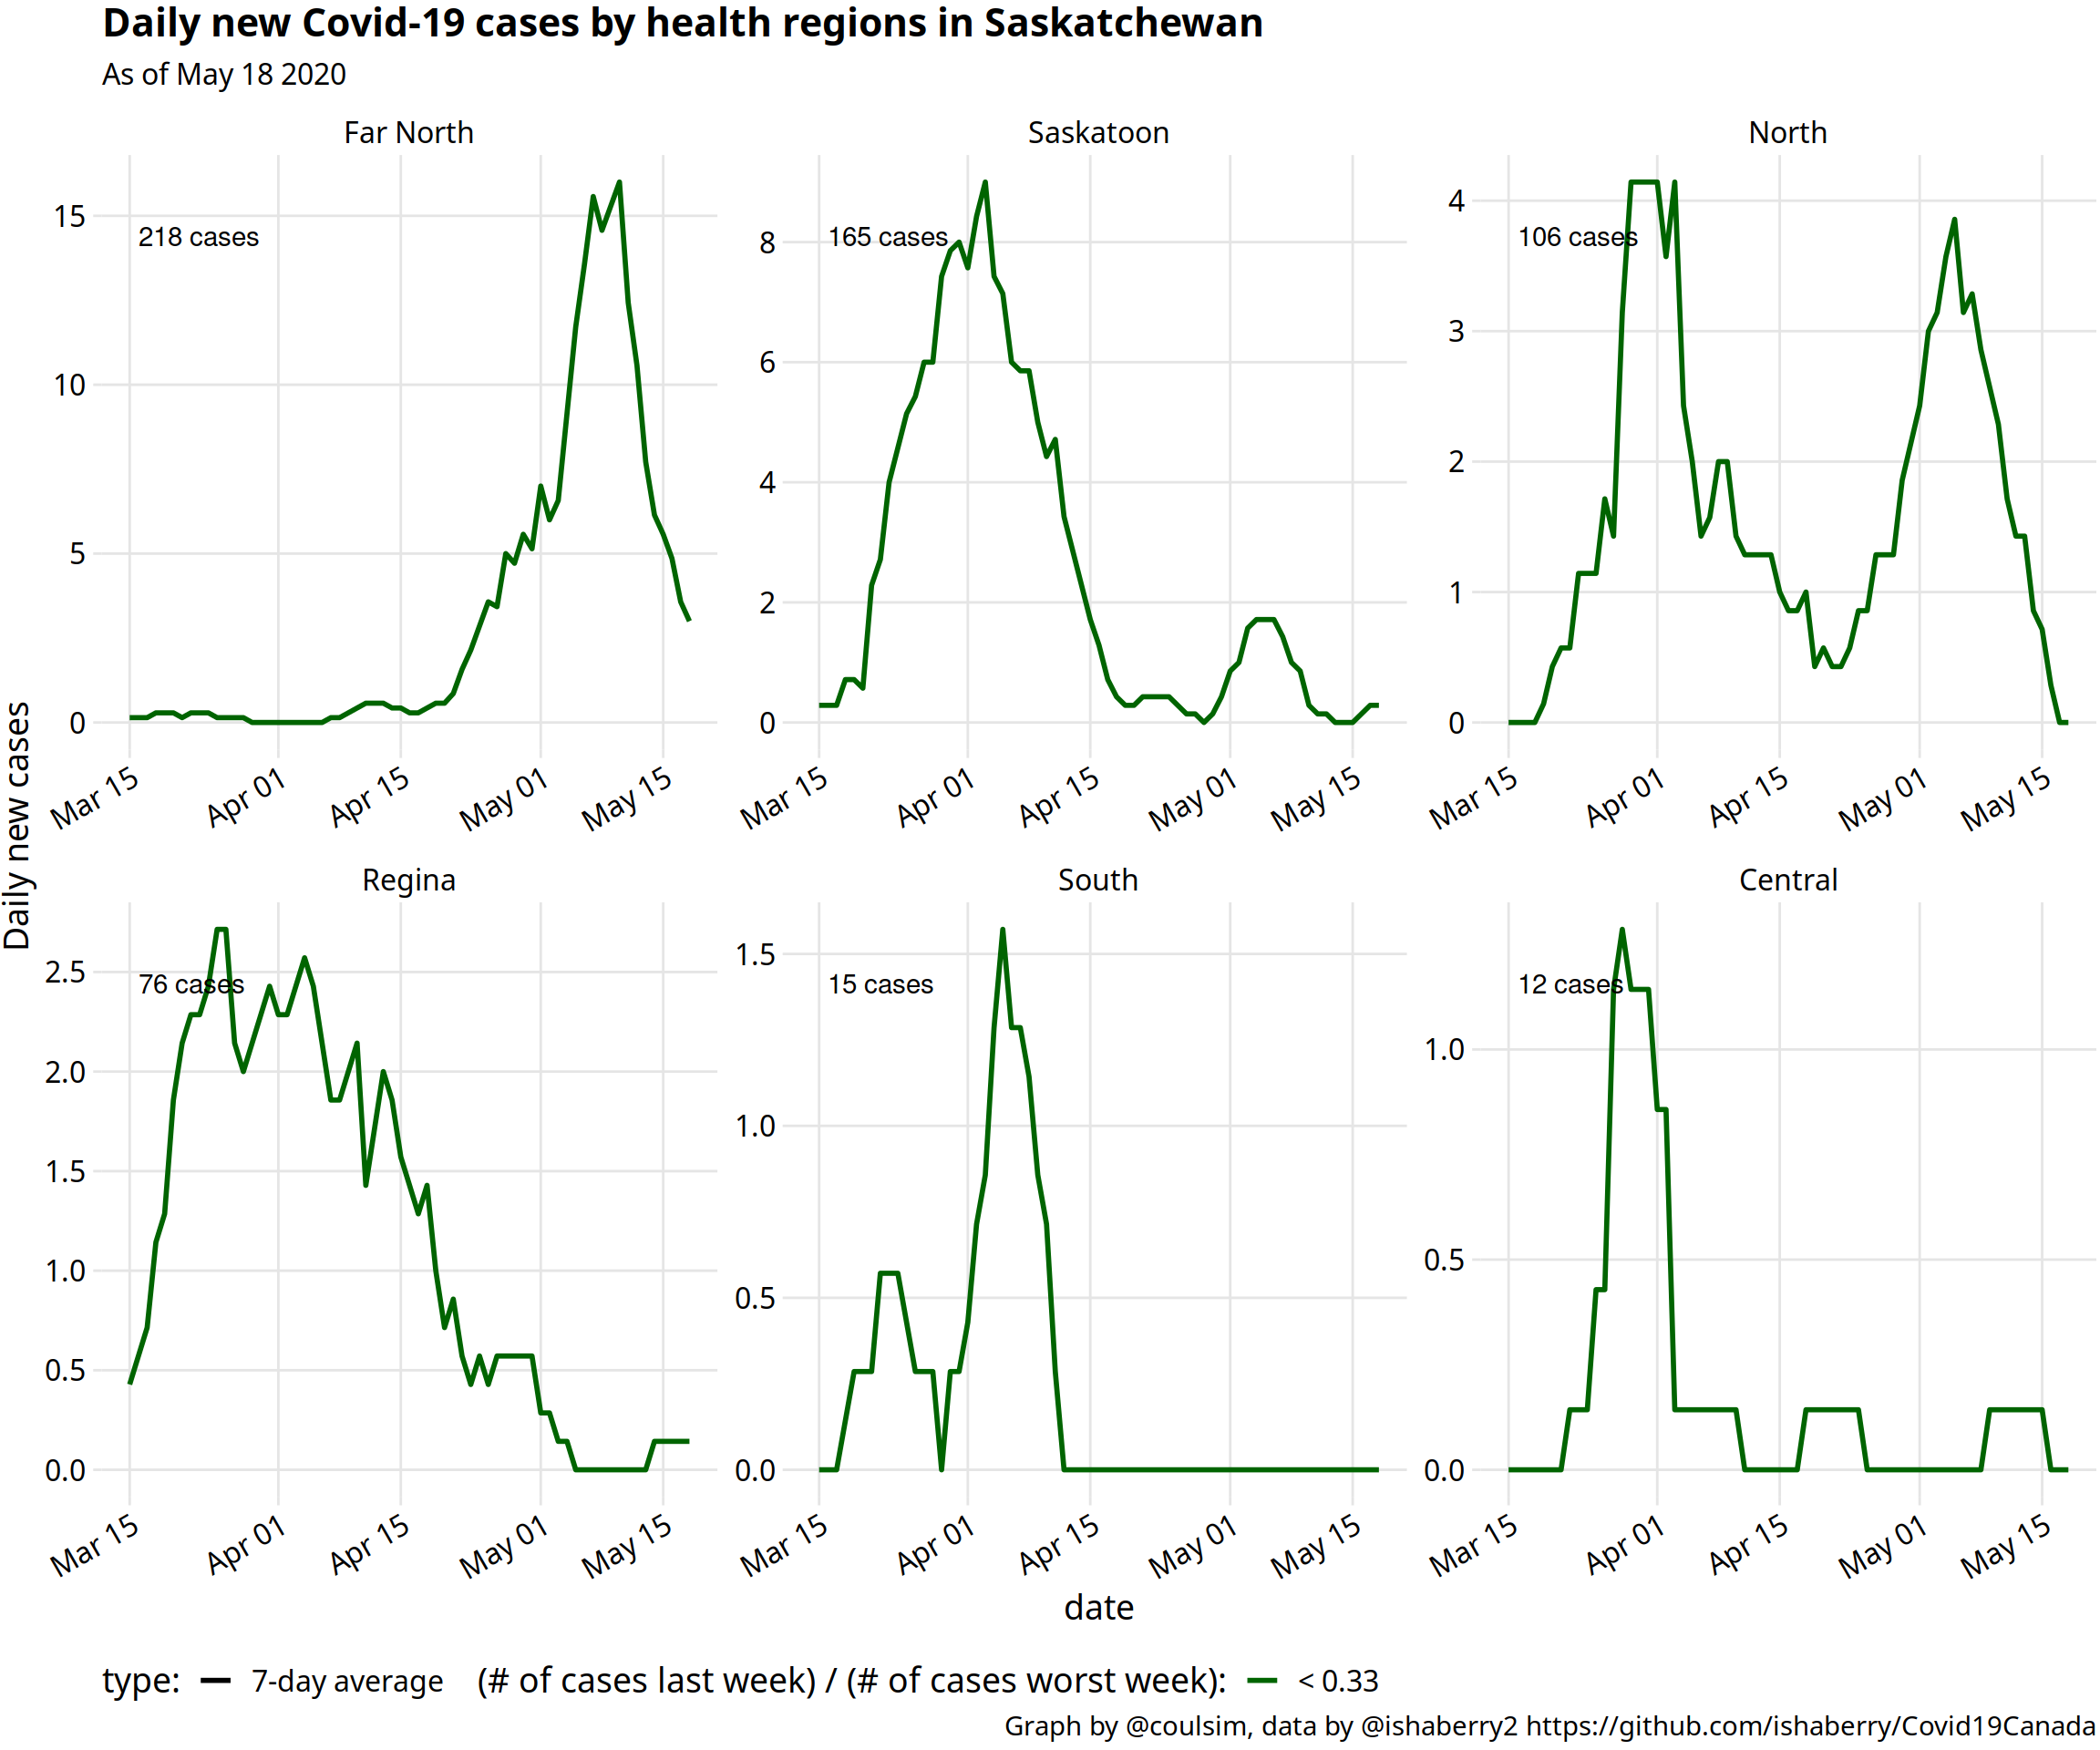 Daily new Covid-19 cases by health regions in Saskatchewan
As of May 18 2020
Far North
Saskatoon
North
15
10
5
0
218 cases
8
6
4
2
0
165 cases
4
3
2
1
0
106 cases
Mar 15 Apr 01 Apr 15 May 01 May 15
Mar 15 Apr 01 Apr 15 May 01 May 15
Mar 15 Apr 01 Apr 15 May 01 May 15
Daily new cases
Regina
South
Central
2.5
2.0
1.5
1.0
0.5
0.0
76 cases
1.5
1.0
0.5
0.0
15 cases
1.0
0.5
0.0
12 cases
Mar 15 Apr 01 Apr 15 May 01 May 15
Mar 15 Apr 01 Apr 15 May 01 May 15
Mar 15 Apr 01 Apr 15 May 01 May 15
date
type: 7-day average (# of cases last week) / (# of cases worst week): < 0.33
Graph by @coulsim, data by @ishaberry2 https://github.com/ishaberry/Covid19Canada